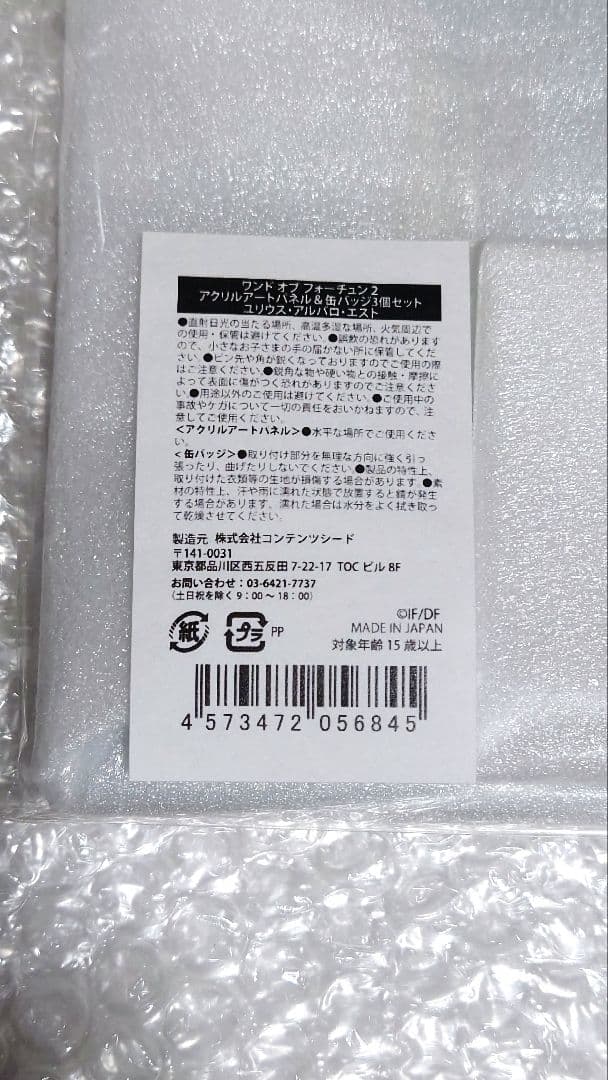 ワンド オブ フォーチュン 2
アクリルアートパネル＆缶バッジ3個セット
ユリウス・アルバロ・エスト
●直射日光の当たる場所、高温多湿な場所、火気周辺で
の使用・保管は避けてください。●誤飲の恐れがあります
ので、小さなお子さまの手の届かない所に保管してくだ
さい。●ピン先や角が鋭くなっておりますのでご使用の際
はご注意ください。●鋭角な物や硬い物との接触・摩擦に
よって表面に傷がつく恐れがありますのでご注意くださ
い。●用途以外のご使用は避けてください。●ご使用中の
事故やケガについて一切の責任をおいかねますので、注
意してご使用ください。
<アクリルアートパネル>●水平な場所でご使用くださ
い。
<缶バッジ>●取り付け部分を無理な方向に強く引っ
張ったり、曲げたりしないでください。●製品の特性上、
取り付けた衣類等の生地が損傷する場合があります。●素
材の特性上、汗や雨に濡れた状態で放置すると錆が発生
する場合があります、濡れた場合は水分をよく拭き取っ
て乾燥させてください。
製造元 株式会社コンテンツシード
〒141-0031
東京都品川区西五反田 7-22-17 TOC ビル 8F
お問い合わせ：03-6421-7737
（土日祝を除く 9：00 ～ 18：00）
紙 プラ PP
©IF/DF
MADE IN JAPAN
対象年齢 15 歳以上
4 573472 056845